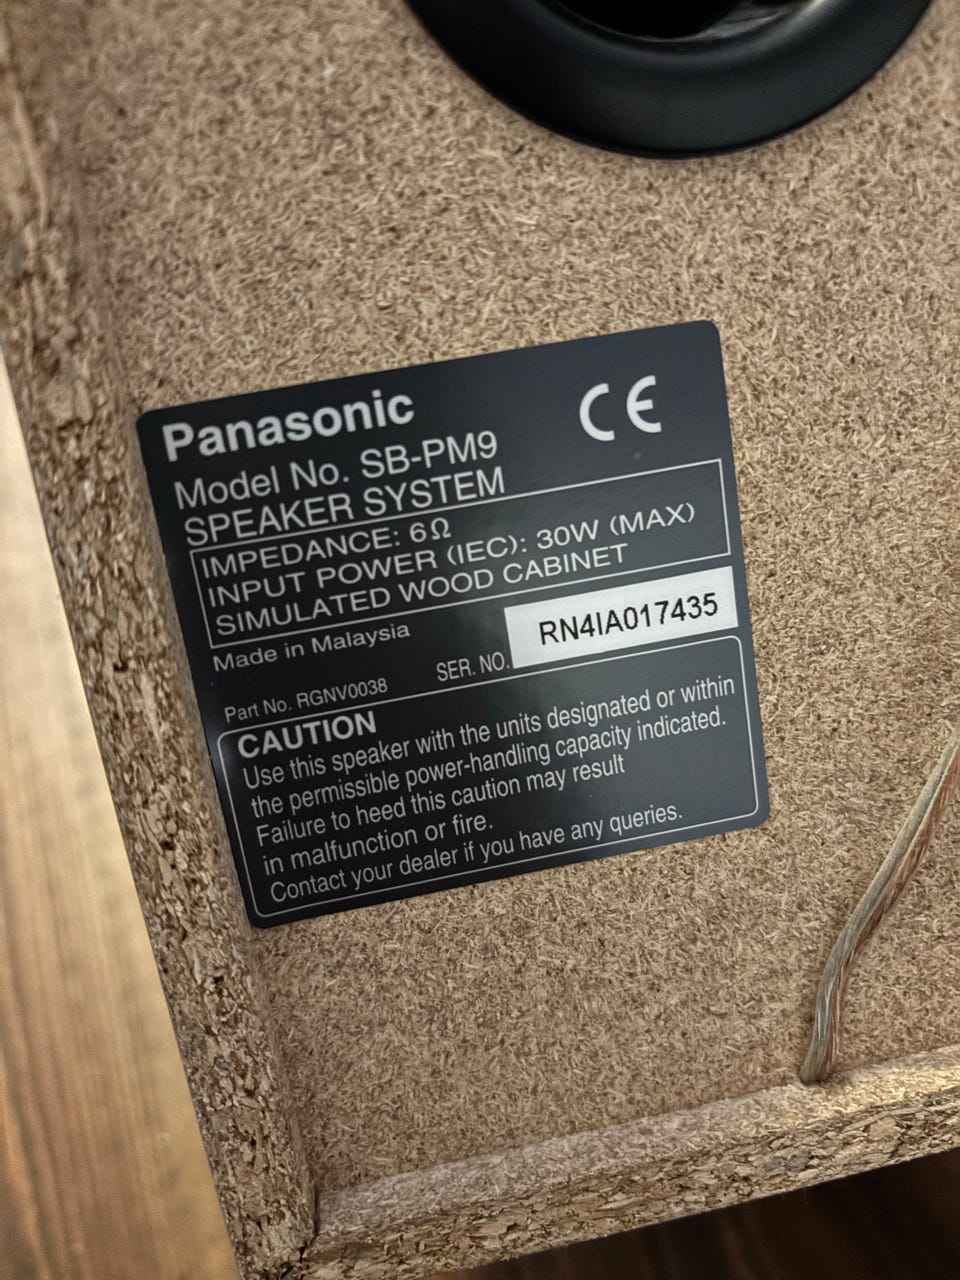 Panasonic
CE
Model No. SB-PM9
SPEAKER SYSTEM
IMPEDANCE: 6Ω
INPUT POWER (IEC): 30W (MAX)
SIMULATED WOOD CABINET
Made in Malaysia
Part No. RGNV0038
SER. NO. RN4IA017435
CAUTION
Use this speaker with the units designated or within
the permissible power-handling capacity indicated.
Failure to heed this caution may result
in malfunction or fire.
Contact your dealer if you have any queries.